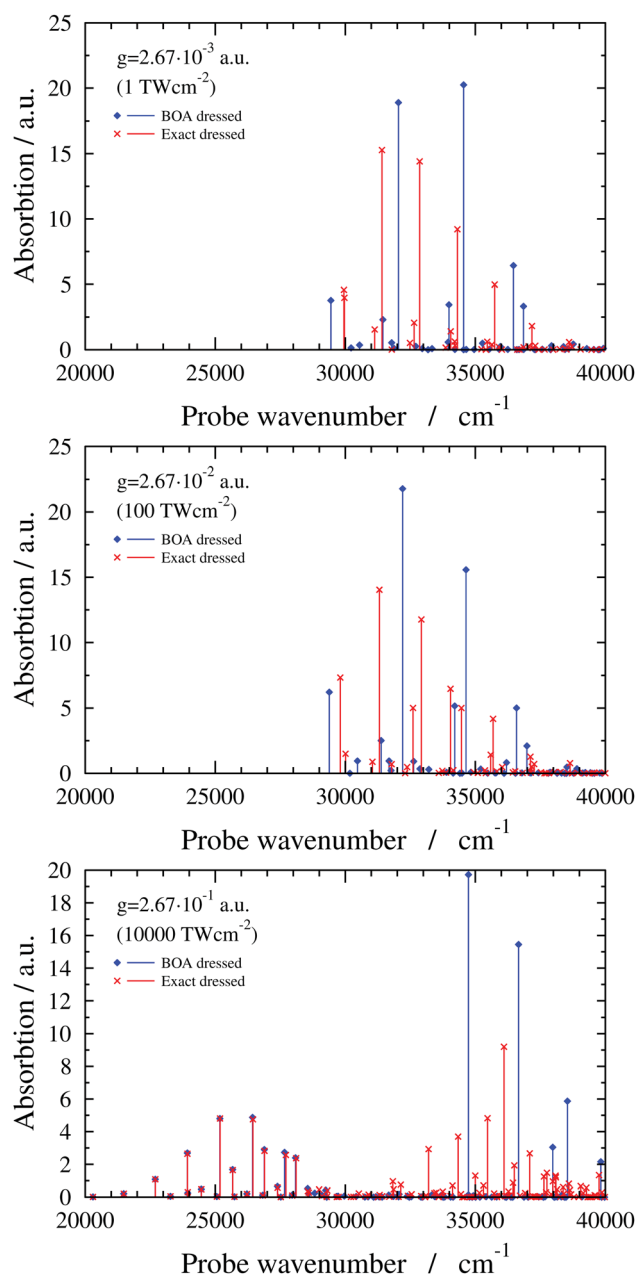 25
20
15
10
5
0
Absorbtion / a.u.
g=2.67·10⁻³ a.u.
(1 TWcm⁻²)
BOA dressed
Exact dressed
20000 25000 30000 35000 40000
Probe wavenumber / cm⁻¹
25
20
15
10
5
0
Absorbtion / a.u.
g=2.67·10⁻² a.u.
(100 TWcm⁻²)
BOA dressed
Exact dressed
20000 25000 30000 35000 40000
Probe wavenumber / cm⁻¹
20
18
16
14
12
10
8
6
4
2
0
Absorbtion / a.u.
g=2.67·10⁻¹ a.u.
(10000 TWcm⁻²)
BOA dressed
Exact dressed
20000 25000 30000 35000 40000
Probe wavenumber / cm⁻¹